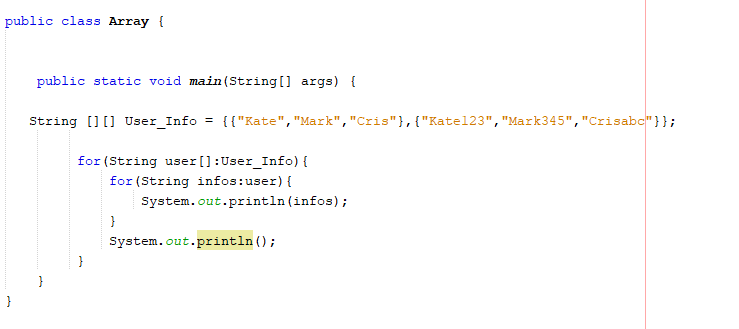 public class Array {
public static void main(String[] args) {
String [][] User_Info = {{"Kate","Mark","Cris"},{"Kate123","Mark345","Crisabc"}};
for(String user[]:User_Info){
for(String infos:user){
System.out.println(infos);
}
System.out.println();
}
}
}